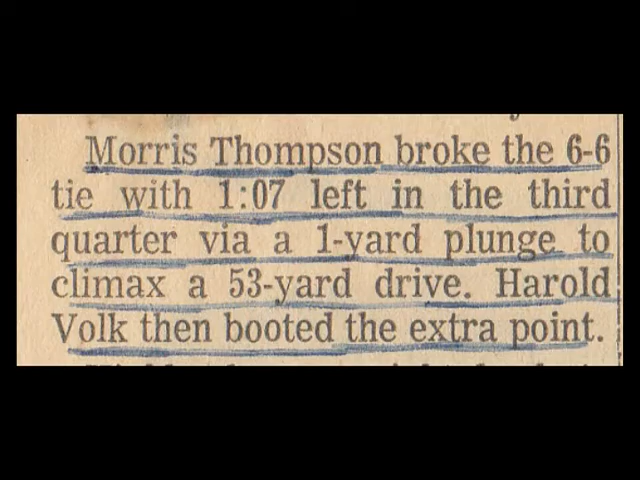 Morris Thompson broke the 6-6
tie with 1:07 left in the third
quarter via a 1-yard plunge to
climax a 53-yard drive. Harold
Volk then booted the extra point.